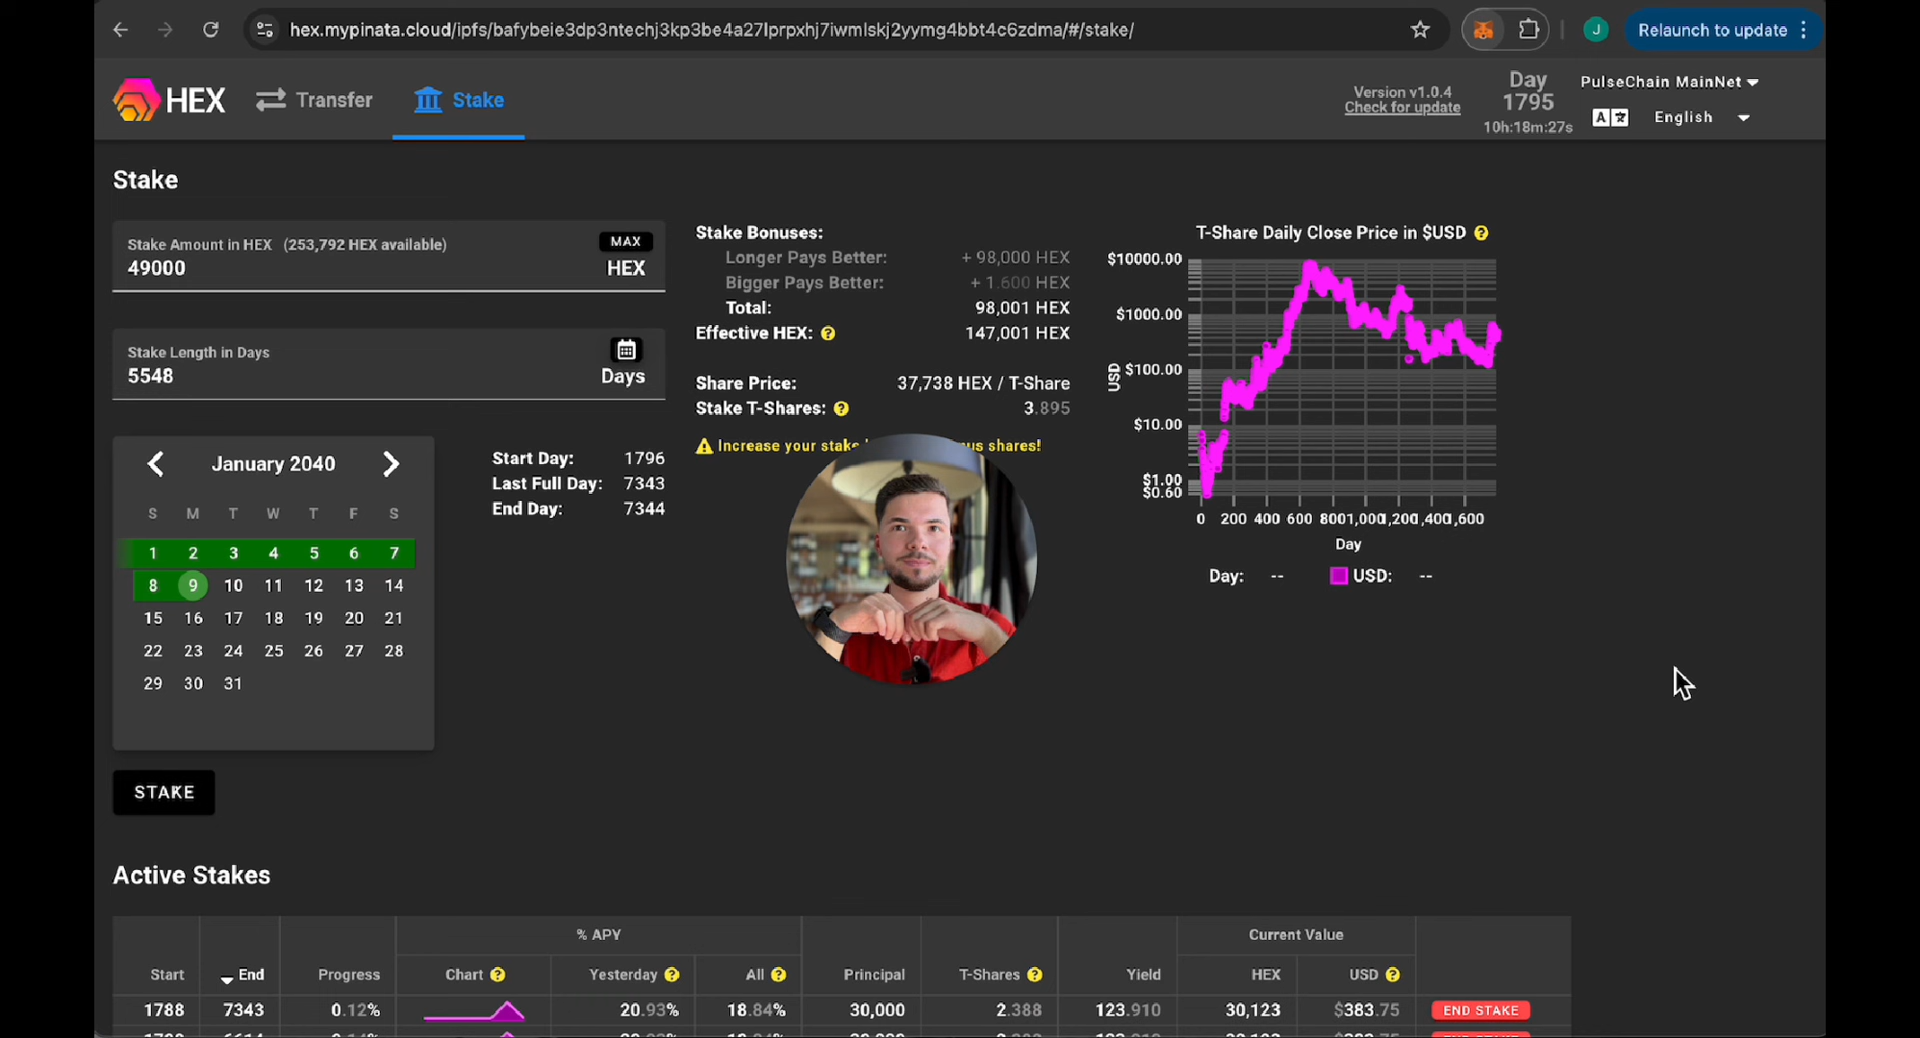 hex.mypinata.cloud/ipfs/bafybeie3dp3ntechj3kp3be4a27lprpxhj7iwmlskj2yymg4bbt4c6zdma/#/stake/
J
Relaunch to update
HEX
Transfer
Stake
Version v1.0.4
Check for update
Day
1795
10h:18m:27s
PulseChain MainNet
English
Stake
Stake Amount in HEX (253,792 HEX available)
MAX
49000
HEX
Stake Length in Days
5548
Days
January 2040
S M T W T F S
1 2 3 4 5 6 7
8 9 10 11 12 13 14
15 16 17 18 19 20 21
22 23 24 25 26 27 28
29 30 31
Start Day: 1796
Last Full Day: 7343
End Day: 7344
STAKE
Stake Bonuses:
Longer Pays Better: + 98,000 HEX
Bigger Pays Better: + 1.600 HEX
Total: 98,001 HEX
Effective HEX: ? 147,001 HEX
Share Price: 37,738 HEX / T-Share
Stake T-Shares: ? 3.895
Increase your stake us shares!
T-Share Daily Close Price in $USD ?
$10000.00
$1000.00
$100.00
$10.00
$1.00
$0.60
USD
0 200 400 600 800 1,000 1,200 1,400 1,600
Day
Day: -- USD: --
Active Stakes
% APY
Current Value
Start End Progress Chart ? Yesterday ? All ? Principal T-Shares ? Yield HEX USD ?
1788 7343 0.12% 20.93% 18.84% 30,000 2.388 123.910 30,123 $383.75 END STAKE